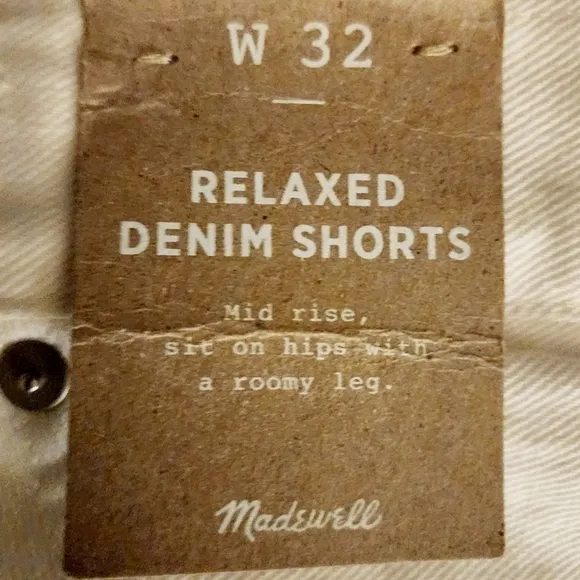 W 32
RELAXED
DENIM SHORTS
Mid rise,
sit on hips with
a roomy leg.
Madewell